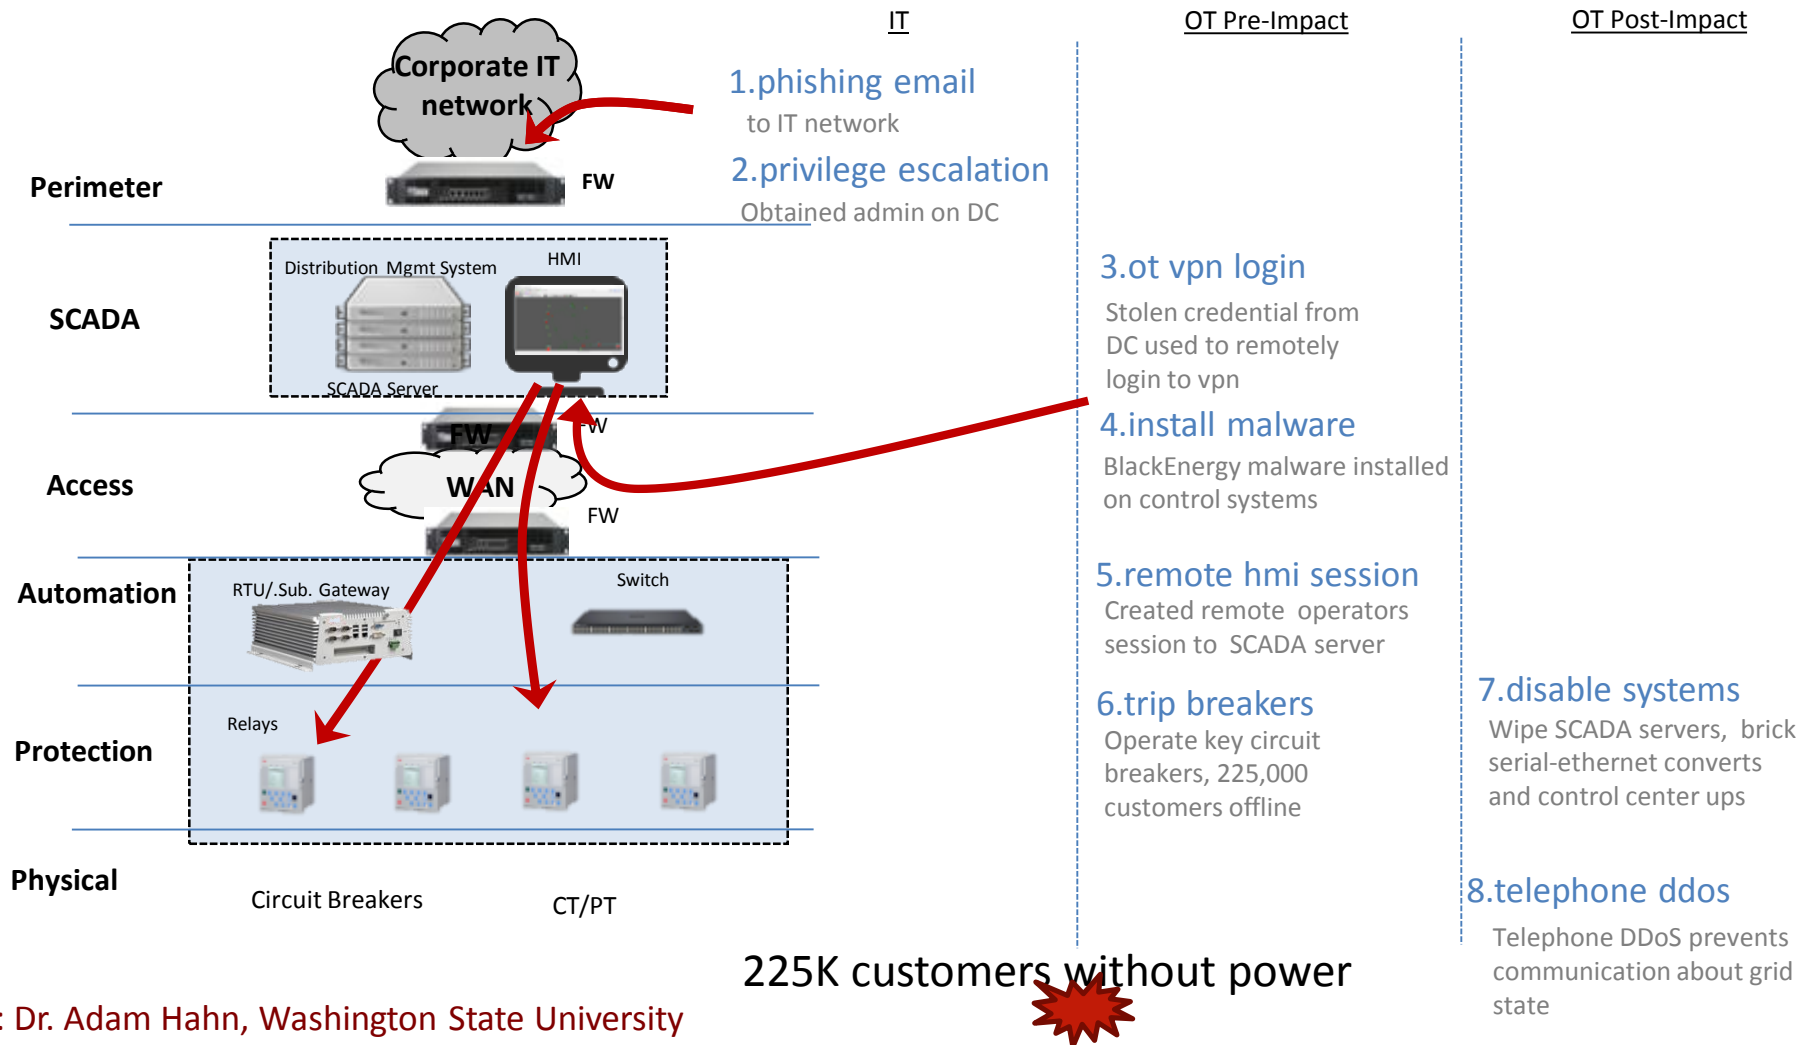 IT
OT Pre-Impact
OT Post-Impact
Corporate IT
network
FW
Perimeter
1.phishing email
to IT network
2.privilege escalation
Obtained admin on DC
Distribution Mgmt System
HMI
SCADA
SCADA Server
3.ot vpn login
Stolen credential from
DC used to remotely
login to vpn
FW
FW
4.install malware
BlackEnergy malware installed
on control systems
Access
WAN
FW
Automation
RTU/.Sub. Gateway
Switch
5.remote hmi session
Created remote operators
session to SCADA server
Relays
Protection
6.trip breakers
Operate key circuit
breakers, 225,000
customers offline
7.disable systems
Wipe SCADA servers, brick
serial-ethernet converts
and control center ups
Physical
Circuit Breakers
CT/PT
8.telephone ddos
Telephone DDoS prevents
communication about grid
state
225K customers without power
: Dr. Adam Hahn, Washington State University